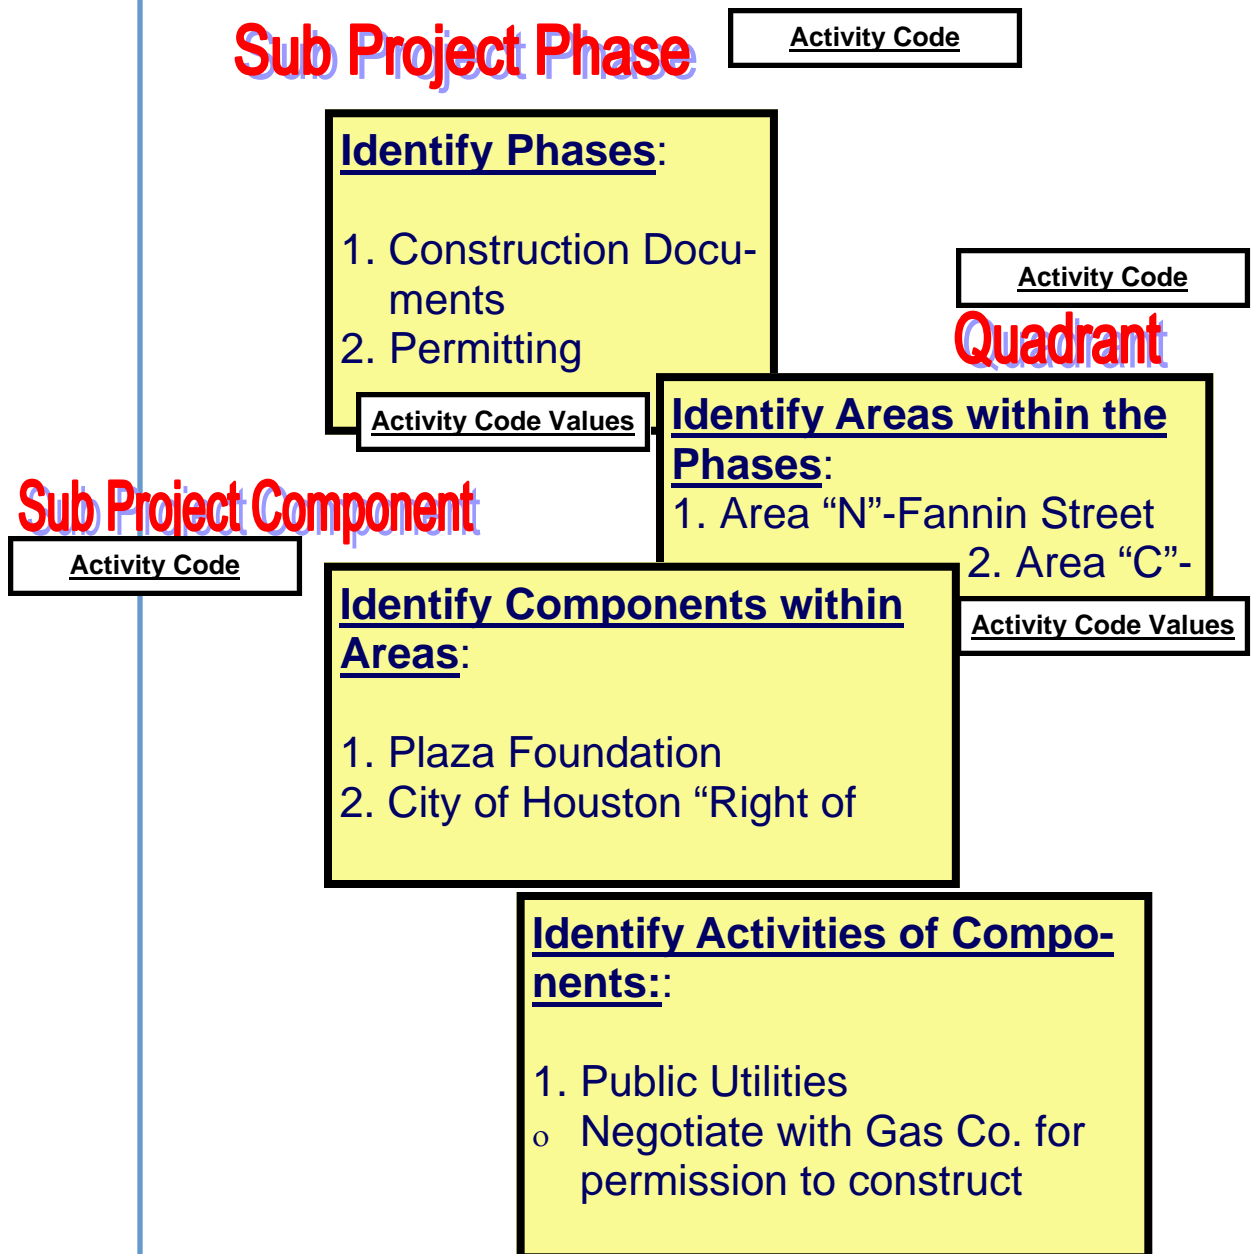 Sub Project Phase
Activity Code
Identify Phases:
1. Construction Docu-
ments
2. Permitting
Activity Code Values
Activity Code
Quadrant
Identify Areas within the
Phases:
1. Area “N”-Fannin Street
2. Area “C”-
Activity Code Values
Sub Project Component
Activity Code
Identify Components within
Areas:
1. Plaza Foundation
2. City of Houston “Right of
Identify Activities of Compo-
nents::
1. Public Utilities
o Negotiate with Gas Co. for
permission to construct